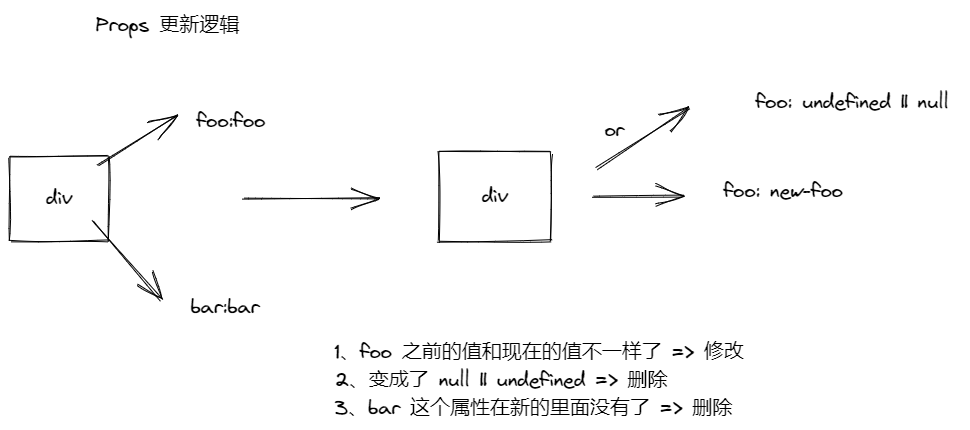 Props 更新逻辑
foo:foo
div
bar:bar
div
or
foo: undefined || null
foo: new-foo
1、foo 之前的值和现在的值不一样了 => 修改
2、变成了 null || undefined => 删除
3、bar 这个属性在新的里面没有了 => 删除